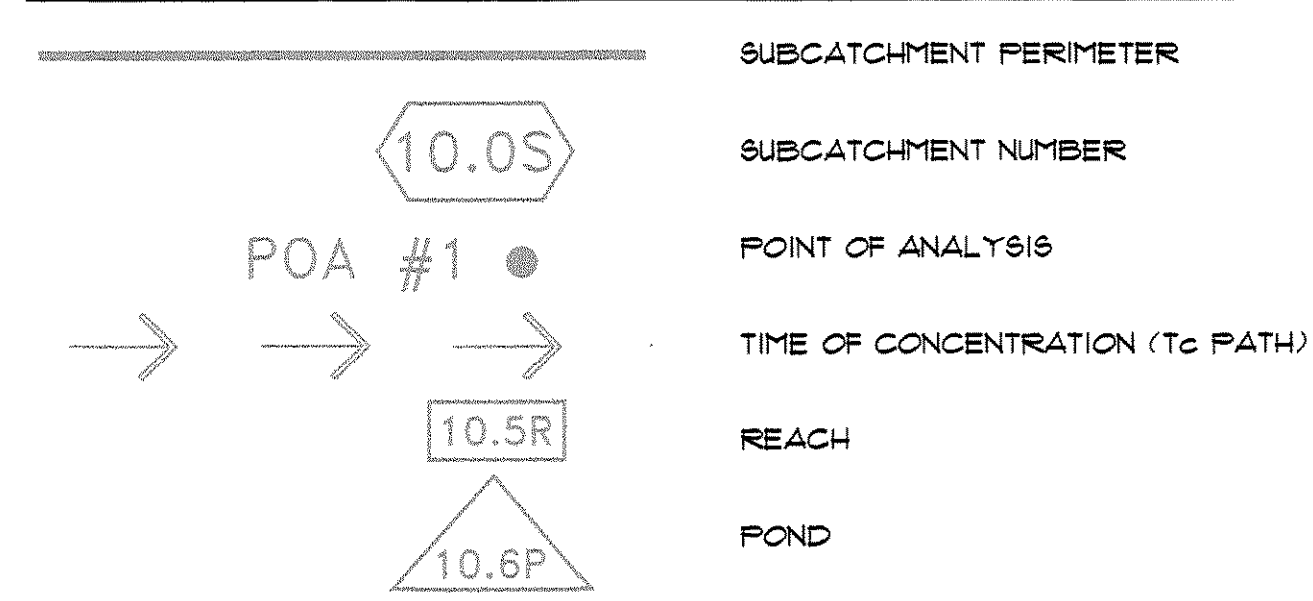 SUBCATCHMENT PERIMETER
10.0S SUBCATCHMENT NUMBER
POA #1 POINT OF ANALYSIS
TIME OF CONCENTRATION (Tc PATH)
10.5R REACH
10.6P POND